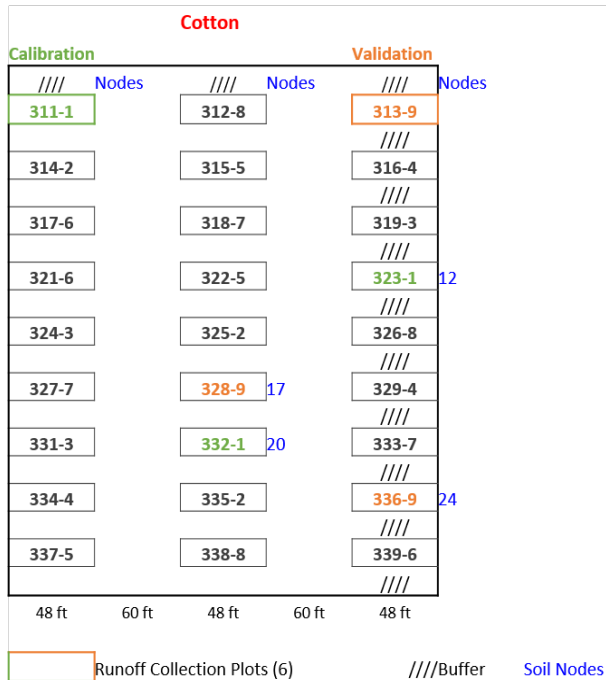 Cotton
Calibration Validation
//// Nodes //// Nodes //// Nodes
311-1 312-8 313-9
////
314-2 315-5 316-4
////
317-6 318-7 319-3
////
321-6 322-5 323-1 12
////
324-3 325-2 326-8
////
327-7 328-9 17 329-4
////
331-3 332-1 20 333-7
////
334-4 335-2 336-9 24
////
337-5 338-8 339-6
////
48 ft 60 ft 48 ft 60 ft 48 ft
Runoff Collection Plots (6) ////Buffer Soil Nodes